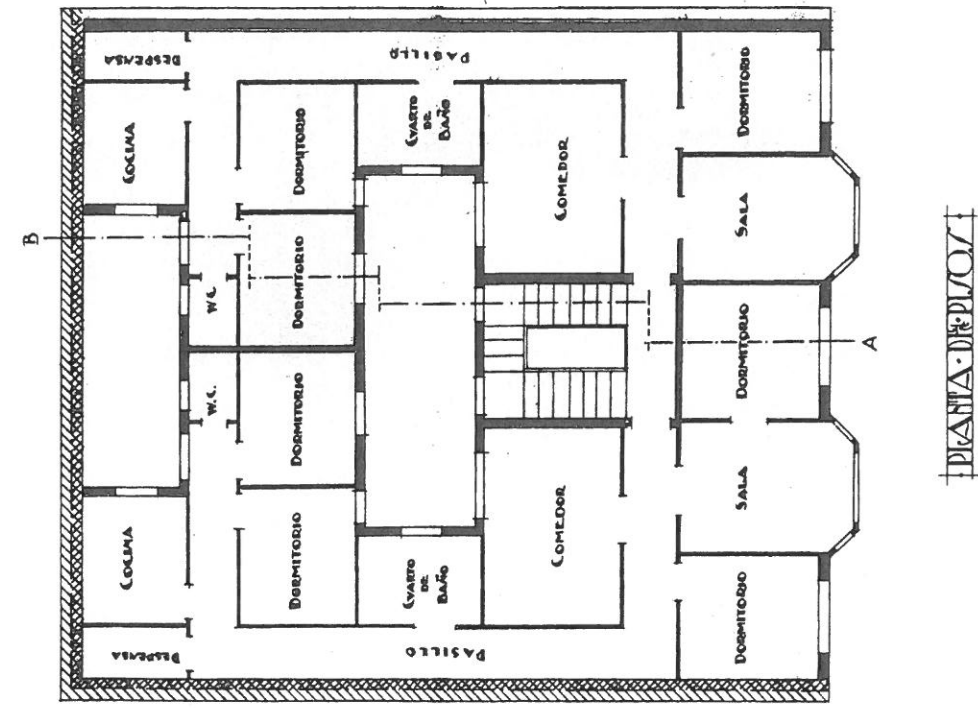 DESPENSA
PASILLO
COCINA
DORMITORIO
CUARTO
DE
BAÑO
COMEDOR
DORMITORIO
SALA
B
W.C.
DORMITORIO
DORMITORIO
A
W.C.
DORMITORIO
COCINA
DORMITORIO
CUARTO
DE
BAÑO
COMEDOR
SALA
DORMITORIO
DESPENSA
PASILLO
PLANTA·DE·PISOS